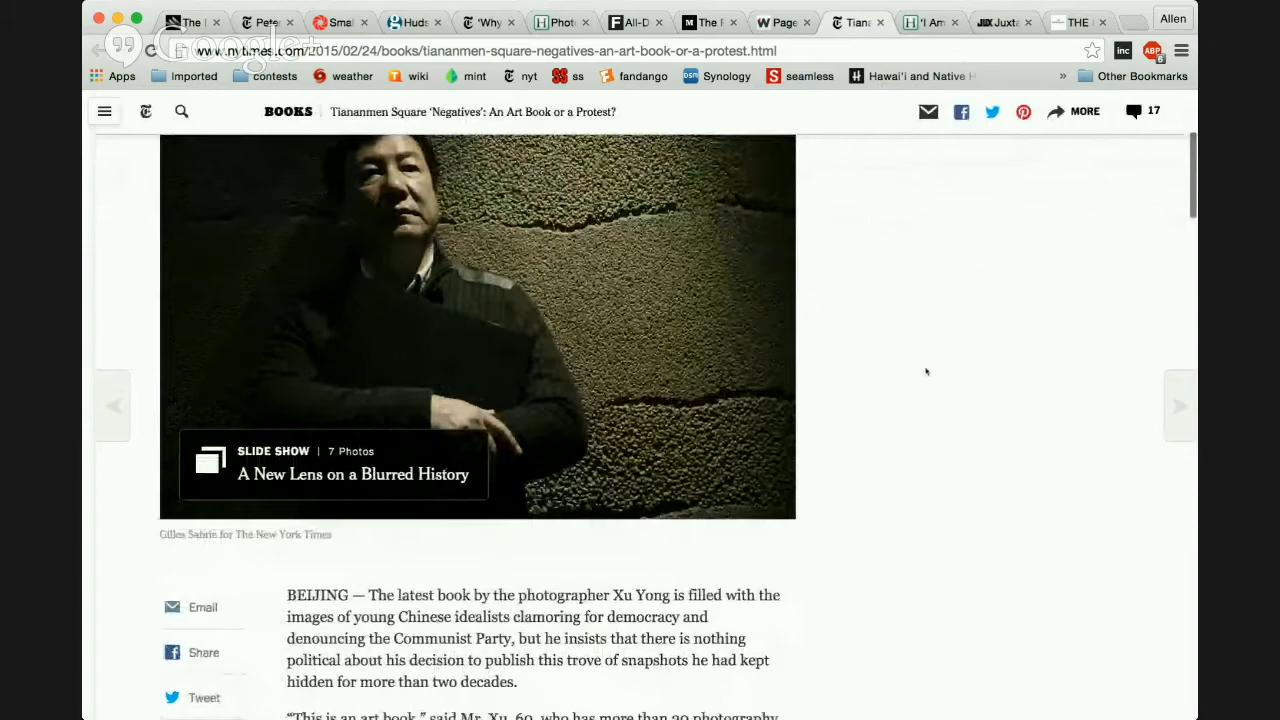 The
Pete
Smal
Huds
'Why
Phot
All-D
The F
Page
Tiana
'I Am
Juxta
THE
Allen
Google+
www.nytimes.com/2015/02/24/books/tiananmen-square-negatives-an-art-book-or-a-protest.html
inc
ABP
6
Apps
Imported
contests
weather
wiki
mint
nyt
ss
fandango
Synology
seamless
Hawai'i and Native H
»
Other Bookmarks
BOOKS
Tiananmen Square 'Negatives': An Art Book or a Protest?
MORE
17
SLIDE SHOW | 7 Photos
A New Lens on a Blurred History
Gilles Sabrié for The New York Times
BEIJING — The latest book by the photographer Xu Yong is filled with the
images of young Chinese idealists clamoring for democracy and
denouncing the Communist Party, but he insists that there is nothing
political about his decision to publish this trove of snapshots he had kept
hidden for more than two decades.
"This is an art book," said Mr. Xu, 60, who has more than 20 photography
Email
Share
Tweet